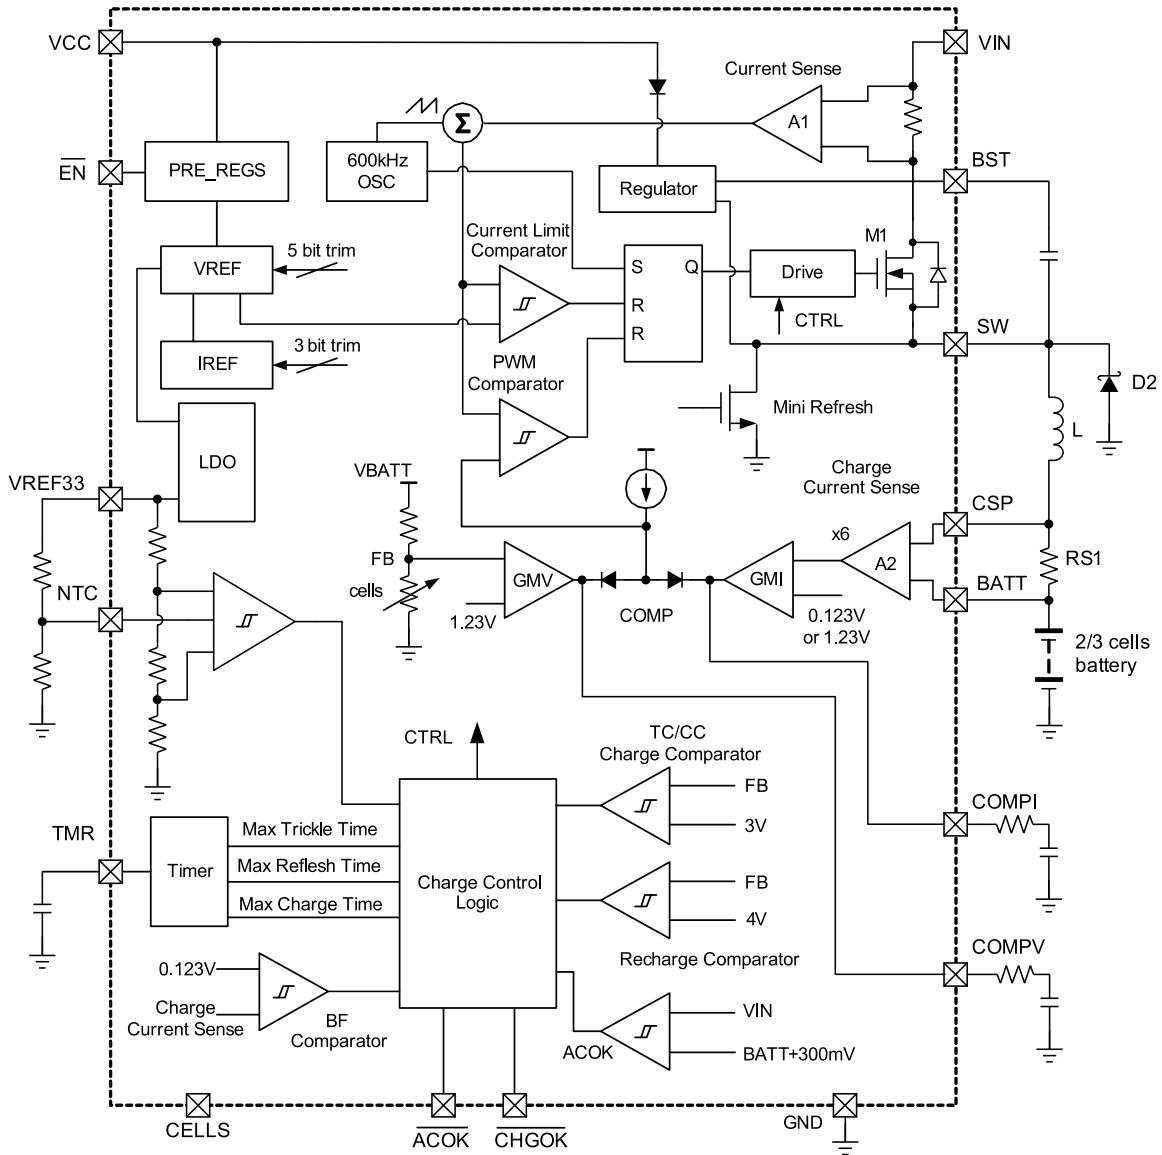 VCC
VIN
Current Sense
Σ
A1
EN
PRE_REGS
600kHz
OSC
Regulator
BST
Current Limit
Comparator
5 bit trim
M1
VREF
S
Q
Drive
R
CTRL
SW
R
3 bit trim
IREF
PWM
Comparator
D2
Mini Refresh
L
LDO
VREF33
VBATT
Charge
Current Sense
CSP
x6
FB
A2
RS1
GMV
GMI
NTC
cells
BATT
1.23V
COMP
0.123V
or 1.23V
2/3 cells
battery
CTRL
TC/CC
Charge Comparator
FB
3V
COMPI
TMR
Max Trickle Time
Timer
Max Reflesh Time
Max Charge Time
Charge Control
Logic
FB
4V
COMPV
Recharge Comparator
0.123V
Charge
Current Sense
BF
Comparator
VIN
ACOK
BATT+300mV
CELLS
ACOK
CHGOK
GND